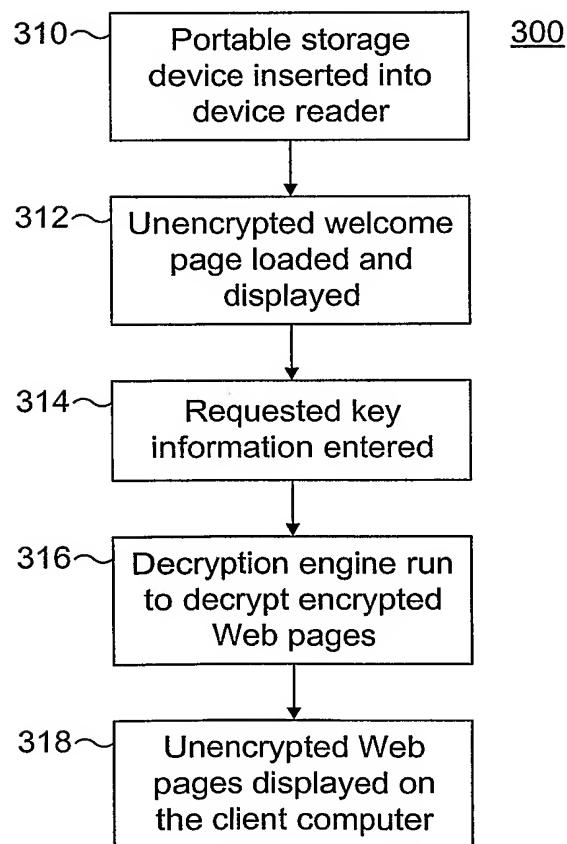 310
Portable storage
device inserted into
device reader
300
312
Unencrypted welcome
page loaded and
displayed
314
Requested key
information entered
316
Decryption engine run
to decrypt encrypted
Web pages
318
Unencrypted Web
pages displayed on
the client computer